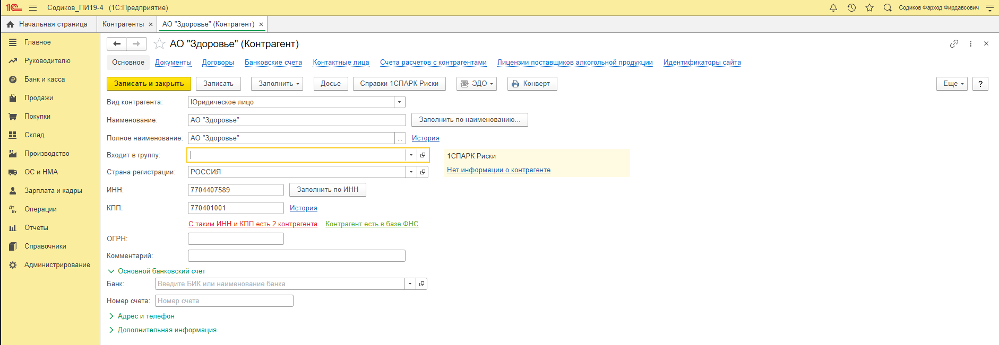 1С Содиков_ПИ19-4 (1С:Предприятие) Содиков Фарход Фирдавсович
Начальная страница Контрагенты × АО "Здоровье" (Контрагент) ×
Главное
Руководителю
Банк и касса
Продажи
Покупки
Склад
Производство
ОС и НМА
Зарплата и кадры
Дт Кт Операции
Отчеты
Справочники
Администрирование
АО "Здоровье" (Контрагент)
Основное Документы Договоры Банковские счета Контактные лица Счета расчетов с контрагентами Лицензии поставщиков алкогольной продукции Идентификаторы сайта
Записать и закрыть Записать Заполнить Досье Справки 1СПАРК Риски ЭДО Конверт Еще ?
Вид контрагента: Юридическое лицо
Наименование: АО "Здоровье" Заполнить по наименованию...
Полное наименование: АО "Здоровье" ... История
Входит в группу:
1СПАРК Риски
Нет информации о контрагенте
Страна регистрации: РОССИЯ
ИНН: 7704407589 Заполнить по ИНН
КПП: 770401001 История
С таким ИНН и КПП есть 2 контрагента Контрагент есть в базе ФНС
ОГРН:
Комментарий:
Основной банковский счет
Банк: Введите БИК или наименование банка
Номер счета: Номер счета
Адрес и телефон
Дополнительная информация